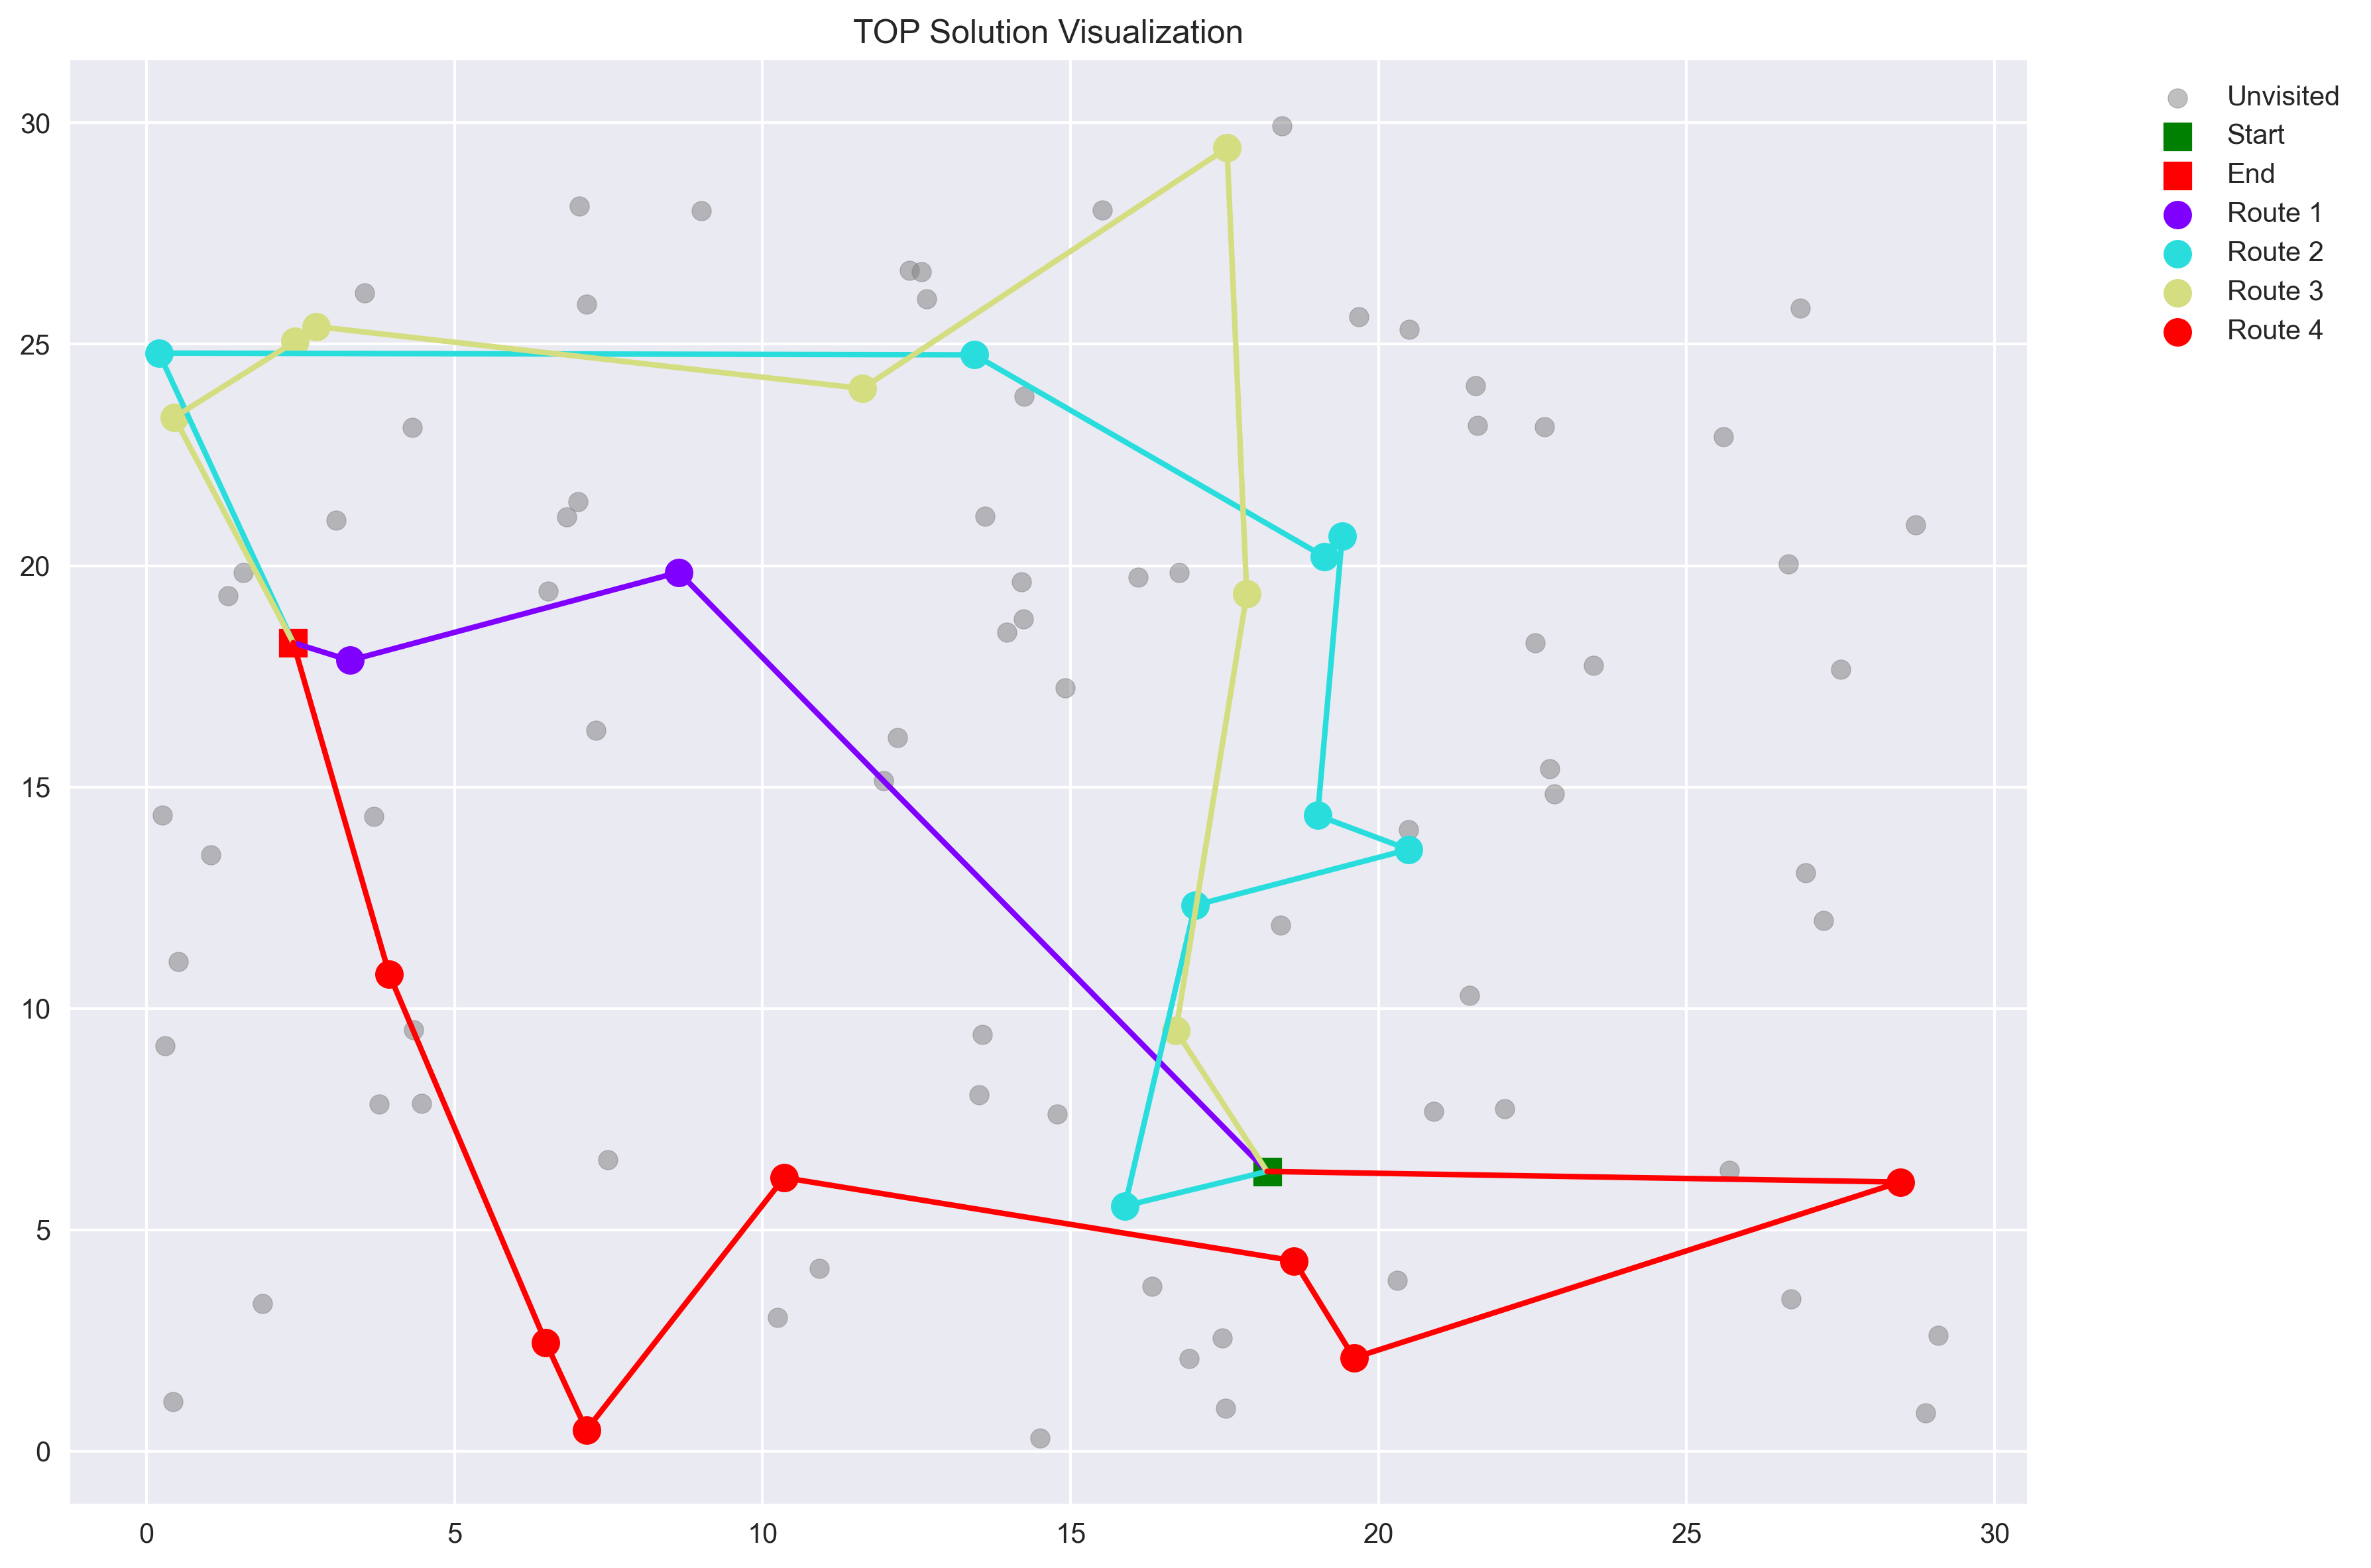 TOP Solution Visualization
30
25
20
15
10
5
0
0 5 10 15 20 25 30
Unvisited
Start
End
Route 1
Route 2
Route 3
Route 4